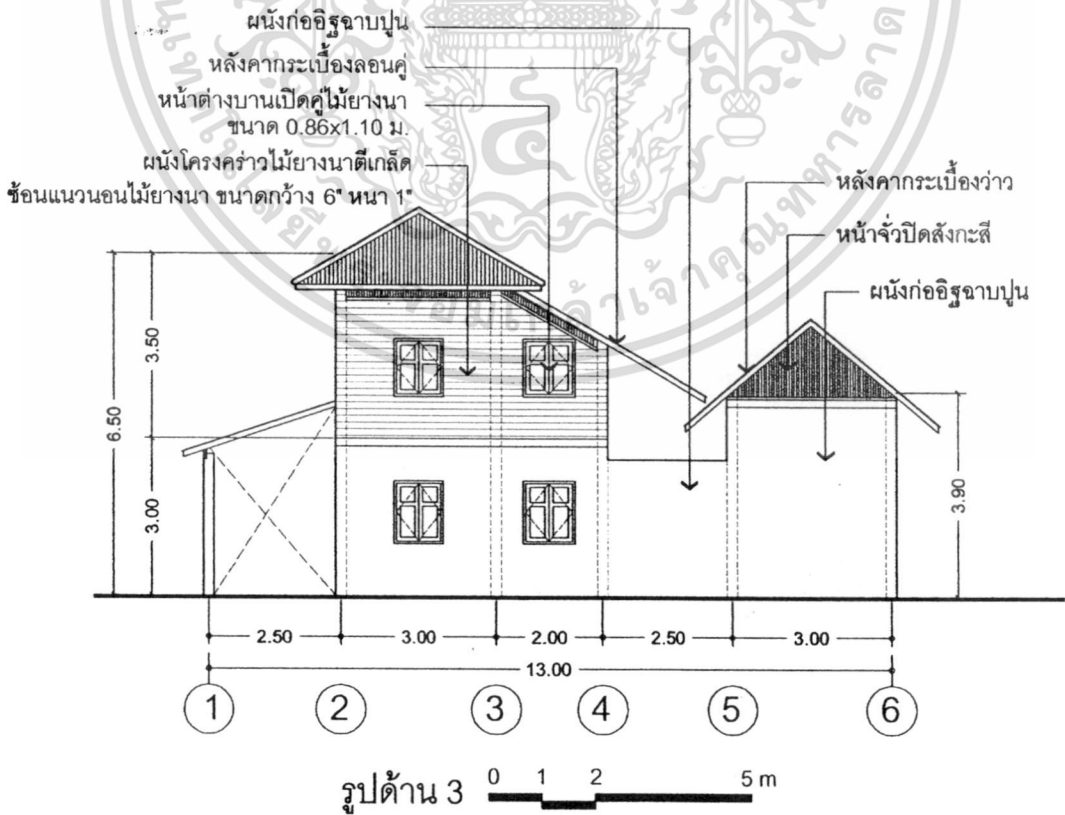 ผนังก่ออิฐฉาบปูน
หลังคากระเบื้องลอนคู่
หน้าต่างบานเปิดคู่ไม้ยางนา
ขนาด 0.86x1.10 ม.
ผนังโครงคร่าวไม้ยางนาตีเกล็ด
ซ้อนแนวนอนไม้ยางนา ขนาดกว้าง 6" หนา 1"
หลังคากระเบื้องว่าว
หน้าจั่วปิดสังกะสี
ผนังก่ออิฐฉาบปูน
3.50
6.50
3.00
3.90
2.50 3.00 2.00 2.50 3.00
13.00
1 2 3 4 5 6
รูปด้าน 3
0 1 2 5 m